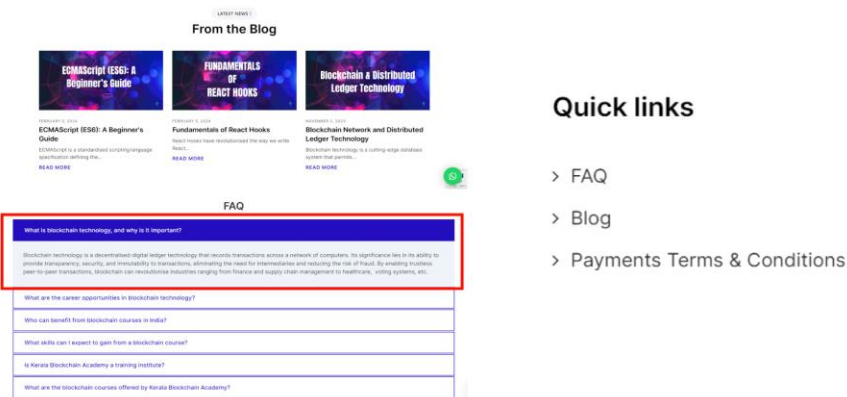 LATEST NEWS
From the Blog
ECMAScript (ES6): A
Beginner's Guide
FUNDAMENTALS
OF
REACT HOOKS
Blockchain & Distributed
Ledger Technology
FEBRUARY 5, 2024
ECMAScript (ES6): A Beginner's
Guide
ECMAScript is a standardised scripting language
specification defining the...
READ MORE
FEBRUARY 5, 2024
Fundamentals of React Hooks
React Hooks have revolutionised the way we write
React...
READ MORE
Blockchain Network and Distributed
Ledger Technology
Blockchain technology is a cutting-edge database
system that permits...
READ MORE
FAQ
What is blockchain technology, and why is it important?
Blockchain technology is a decentralised digital ledger technology that records transactions across a network of computers. Its significance lies in its ability to
provide transparency, security, and immutability to transactions, eliminating the need for intermediaries and reducing the risk of fraud. By enabling trustless
peer-to-peer transactions, blockchain can revolutionise industries ranging from finance and supply chain management to healthcare, voting systems, etc.
What are the career opportunities in blockchain technology?
Who can benefit from blockchain courses in India?
What skills can I expect to gain from a blockchain course?
Is Kerala Blockchain Academy a training institute?
What are the blockchain courses offered by Kerala Blockchain Academy?
Quick links
> FAQ
> Blog
> Payments Terms & Conditions